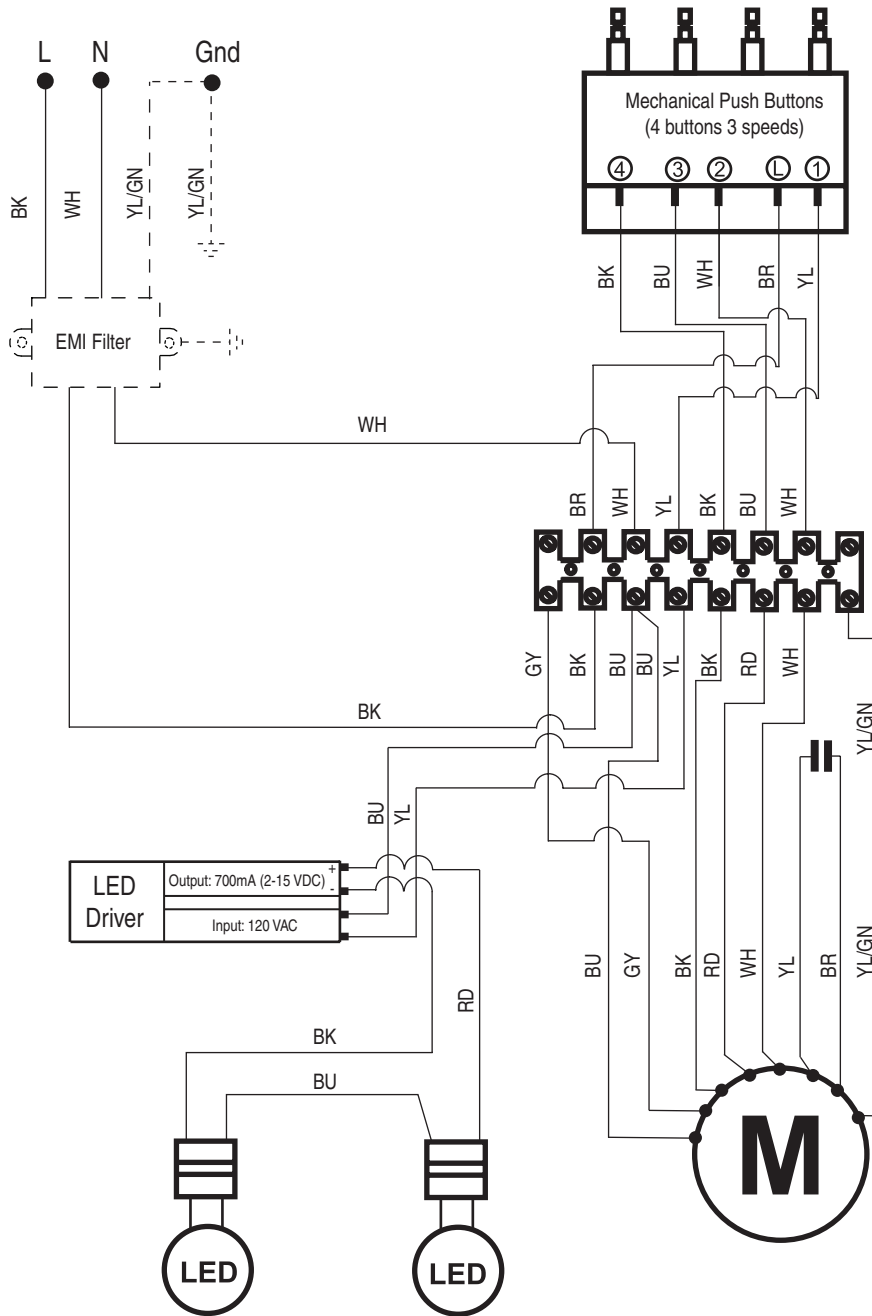 L N Gnd
Mechanical Push Buttons
(4 buttons 3 speeds)
4 3 2 L 1
BK WH YL/GN YL/GN
BK BU WH BR YL
EMI Filter
WH
BR WH YL BK BU WH
GY BK BU BU YL BK RD WH
BK
YL/GN
BU YL
LED
Driver
Output: 700mA (2-15 VDC)
+
-
Input: 120 VAC
BU GY BK RD WH YL BR YL/GN
RD
BK
BU
M
LED LED